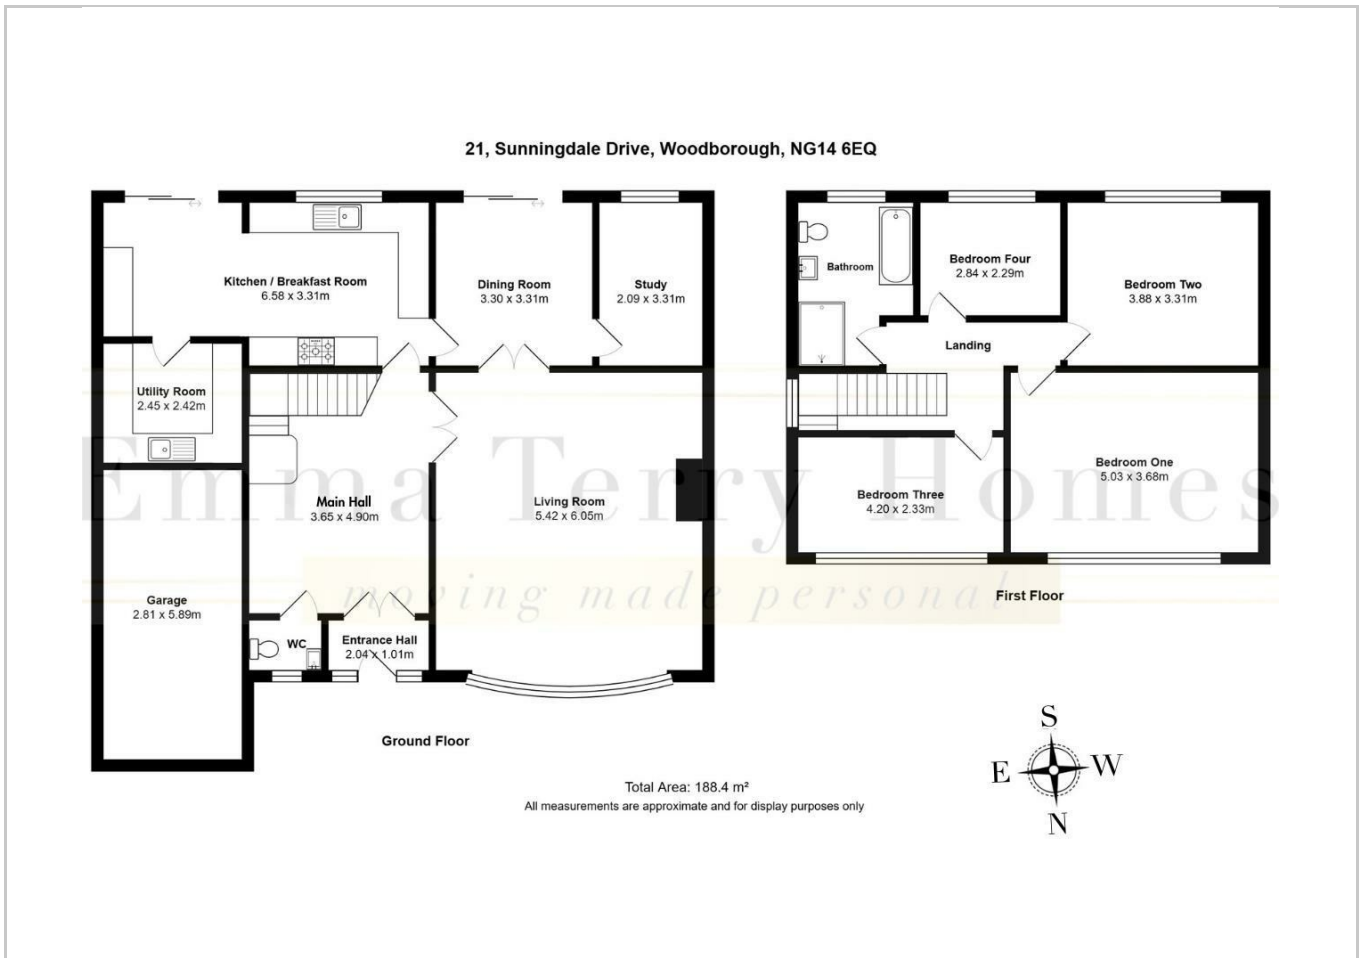 21, Sunningdale Drive, Woodborough, NG14 6EQ
Kitchen / Breakfast Room
6.58 x 3.31m
Dining Room
3.30 x 3.31m
Study
2.09 x 3.31m
Utility Room
2.45 x 2.42m
Main Hall
3.65 x 4.90m
Living Room
5.42 x 6.05m
Garage
2.81 x 5.89m
WC
Entrance Hall
2.04 x 1.01m
Ground Floor
Bathroom
Bedroom Four
2.84 x 2.29m
Bedroom Two
3.88 x 3.31m
Landing
Bedroom Three
4.20 x 2.33m
Bedroom One
5.03 x 3.68m
First Floor
Emma Terry Homes
moving made personal
Total Area: 188.4 m²
All measurements are approximate and for display purposes only
S
E
W
N